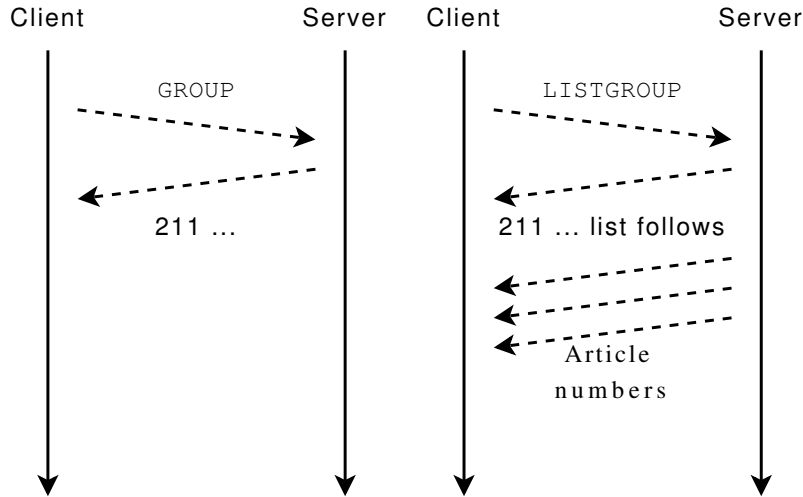 Client Server Client Server
GROUP LISTGROUP
211 ... 211 ... list follows
Article
numbers